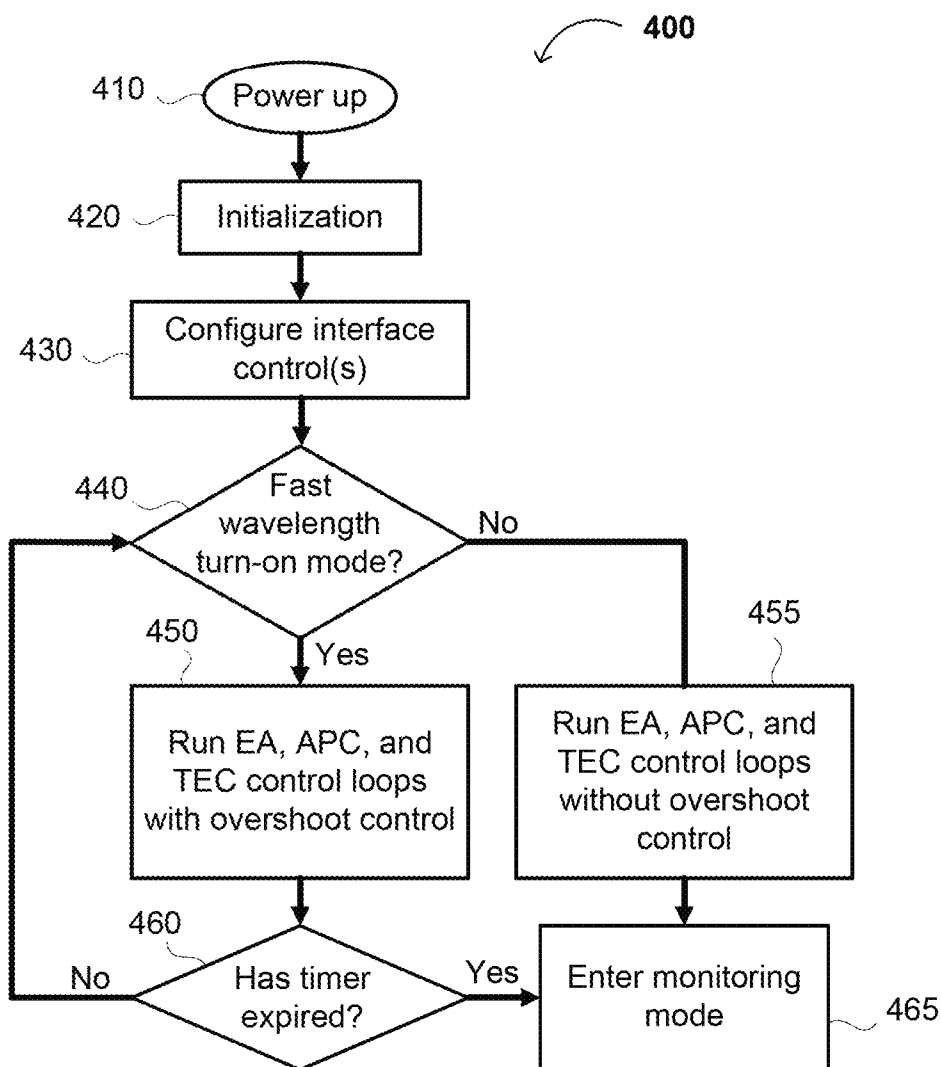 400
410
Power up
420
Initialization
430
Configure interface
control(s)
440
Fast
wavelength
turn-on mode?
No
Yes
450
Run EA, APC, and
TEC control loops
with overshoot control
455
Run EA, APC, and
TEC control loops
without overshoot
control
460
Has timer
expired?
No
Yes
Enter monitoring
mode
465